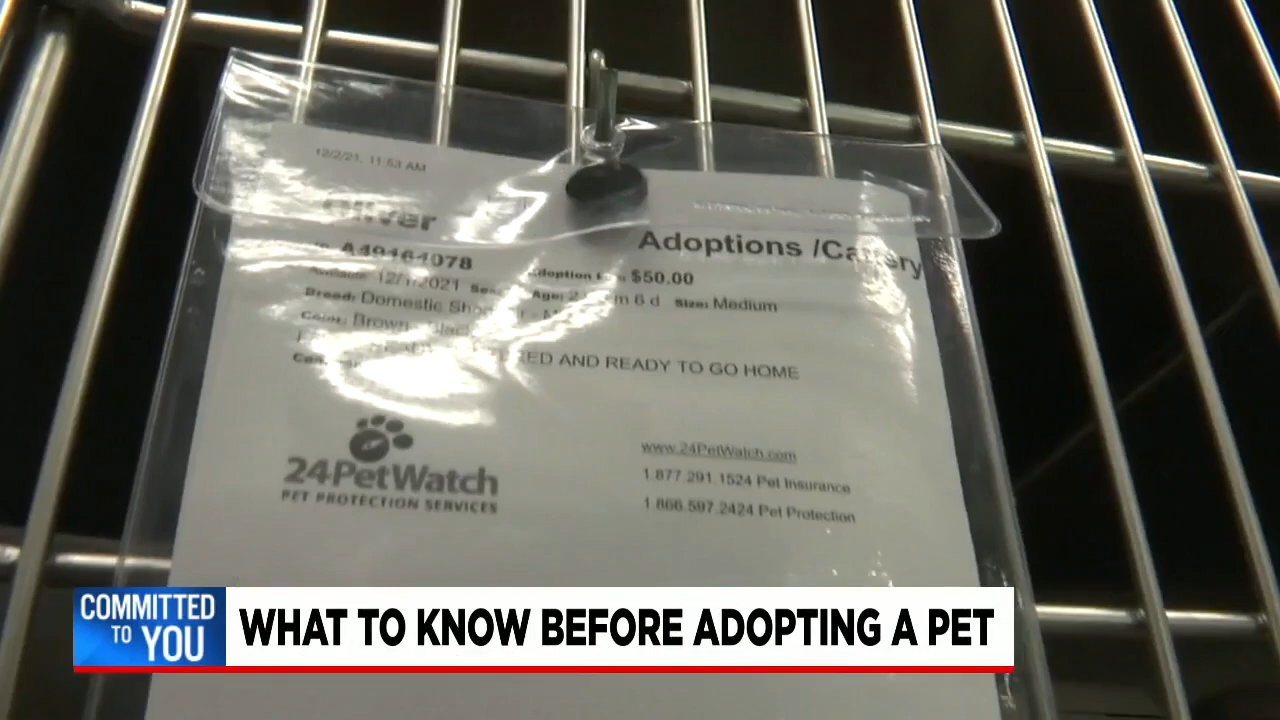 12/2/21, 11:53 AM
Oliver
Adoptions /Cattery
A49164078
12/1/2021
Adoption $50.00
Age: 2 m 6 d Size: Medium
Breed: Domestic
Color: Brown
AND READY TO GO HOME
24PetWatch
PET PROTECTION SERVICES
www.24PetWatch.com
1.877.291.1524 Pet Insurance
1.866.597.2424 Pet Protection
COMMITTED TO YOU
WHAT TO KNOW BEFORE ADOPTING A PET